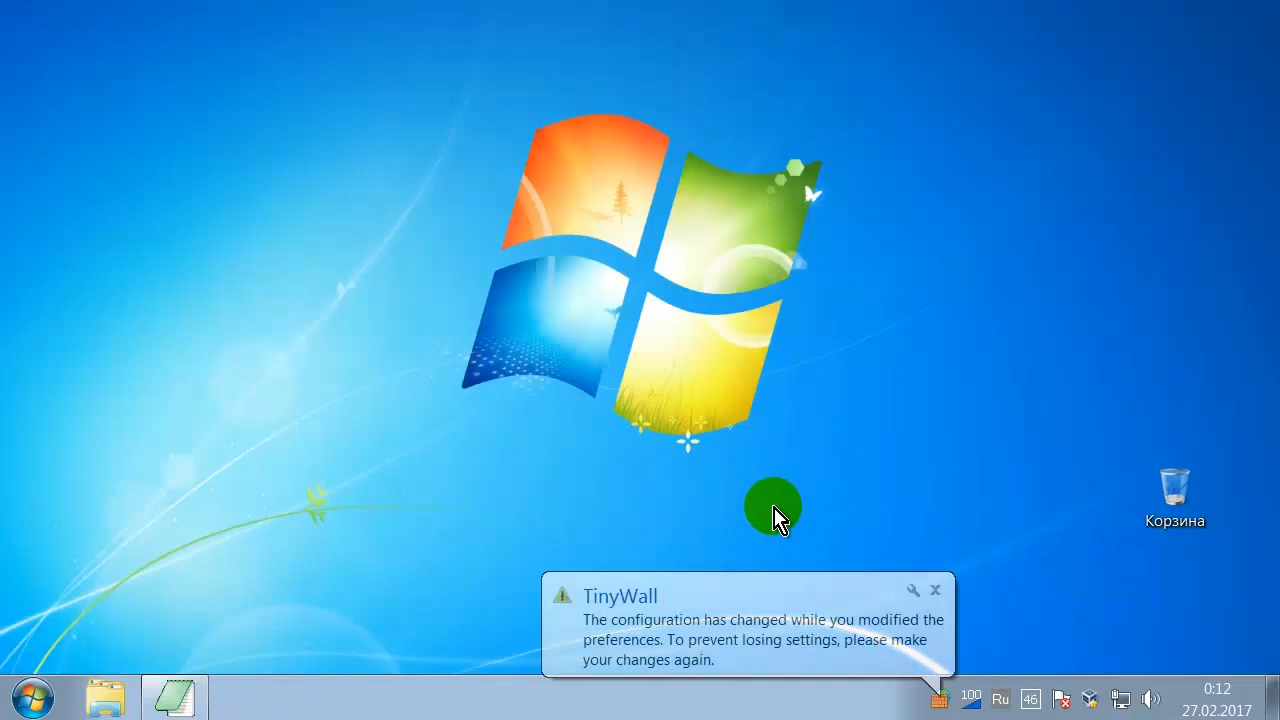 Корзина
TinyWall
The configuration has changed while you modified the
preferences. To prevent losing settings, please make
your changes again.
100
Ru
46
0:12
27.02.2017